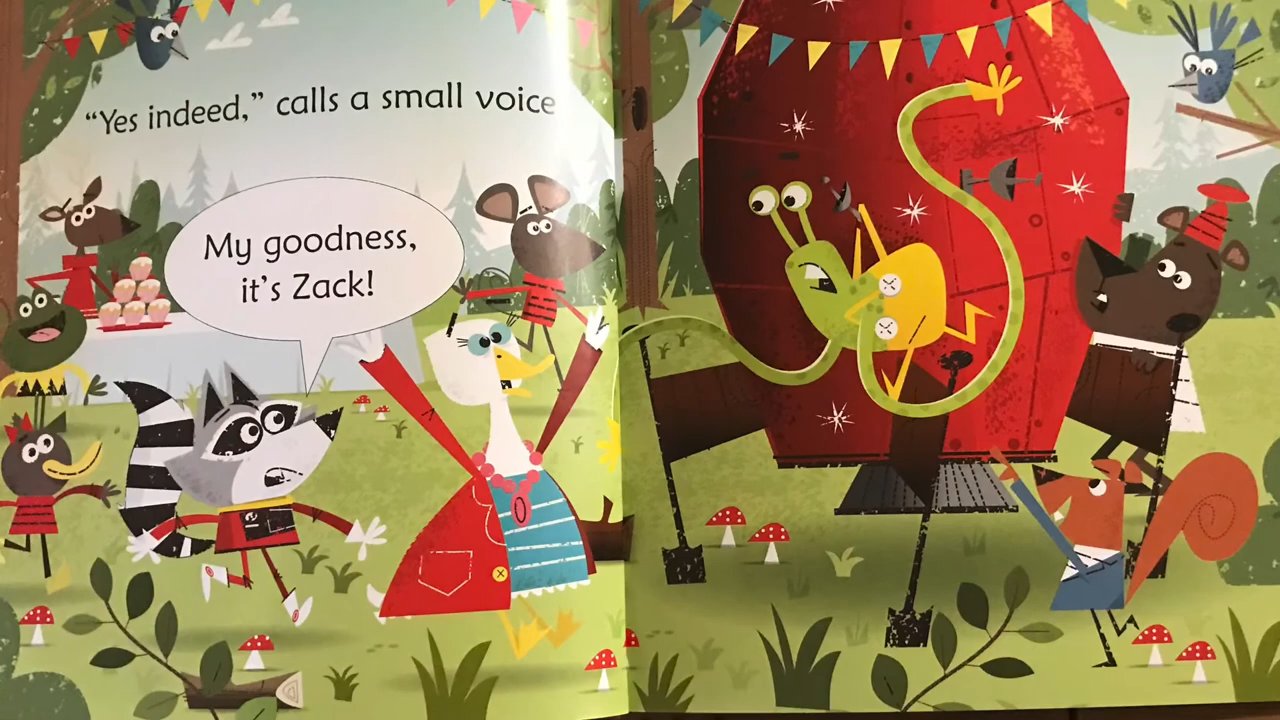 “Yes indeed,” calls a small voice
My goodness,
it’s Zack!